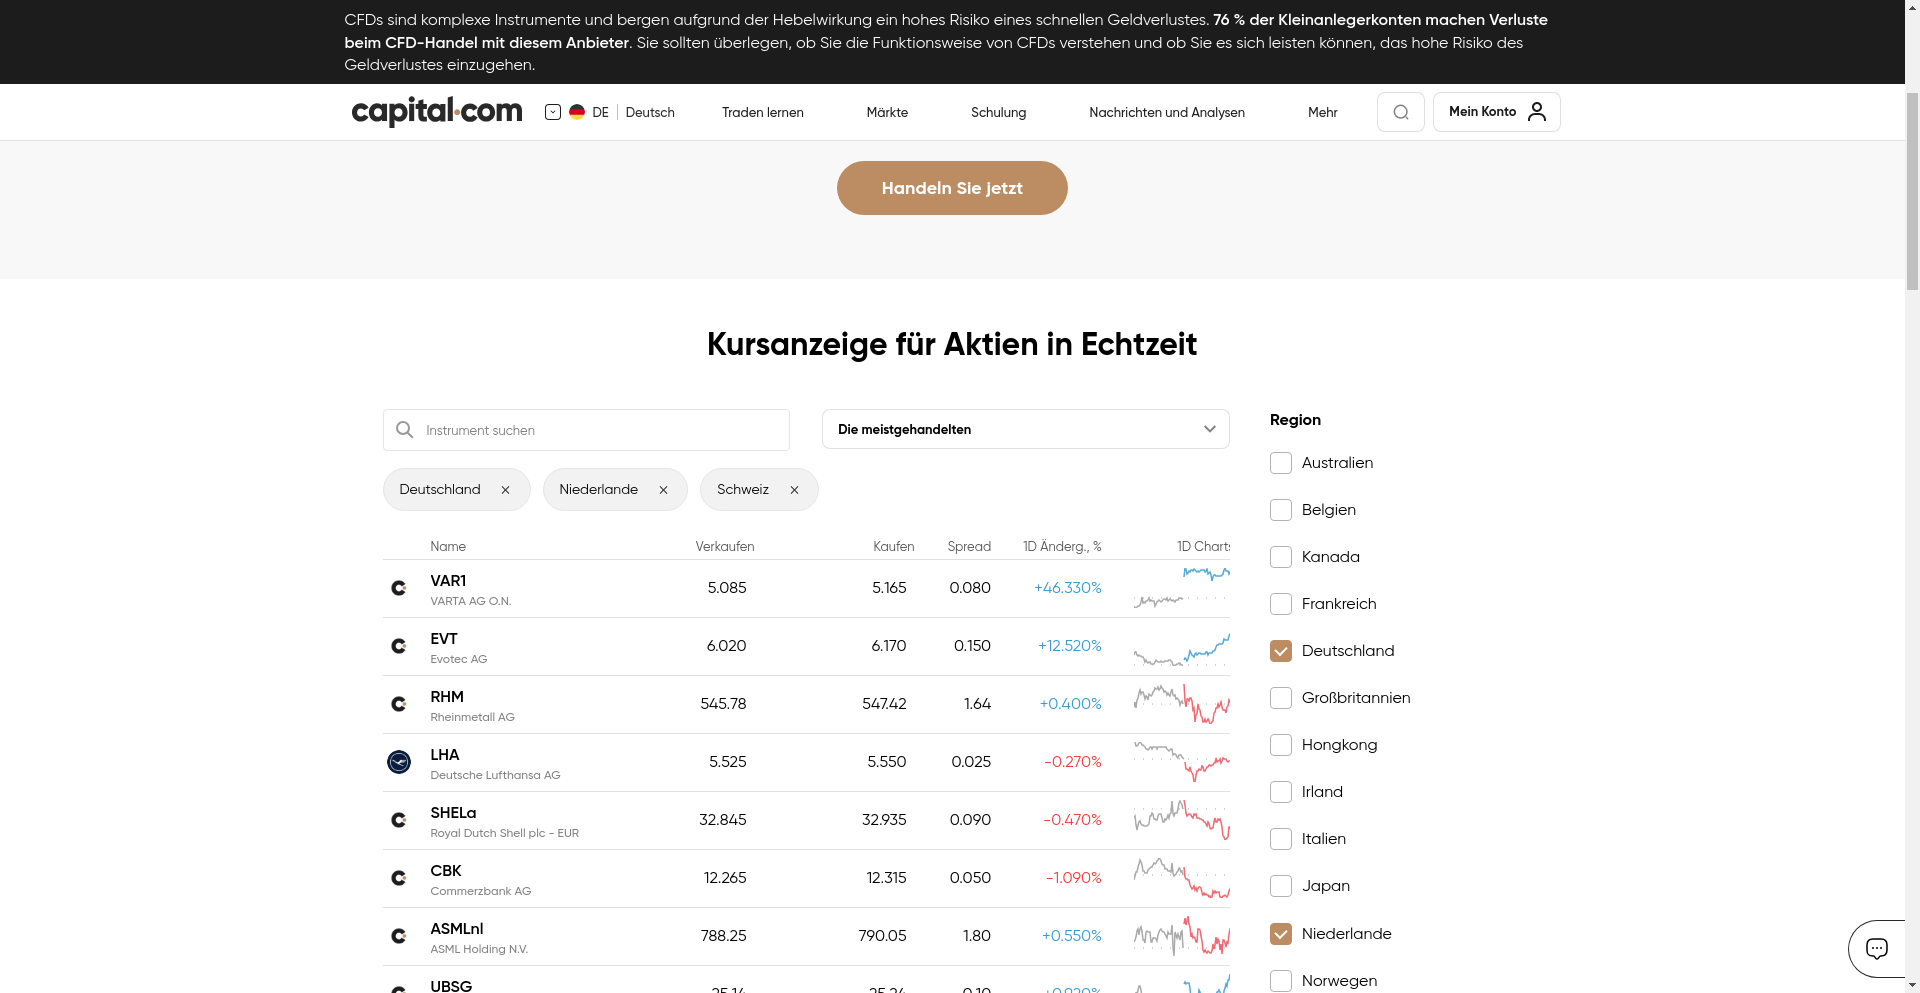 CFDs sind komplexe Instrumente und bergen aufgrund der Hebelwirkung ein hohes Risiko eines schnellen Geldverlustes. 76 % der Kleinanlegerkonten machen Verluste
beim CFD-Handel mit diesem Anbieter. Sie sollten überlegen, ob Sie die Funktionsweise von CFDs verstehen und ob Sie es sich leisten können, das hohe Risiko des
Geldverlustes einzugehen.
capital.com DE Deutsch Traden lernen Märkte Schulung Nachrichten und Analysen Mehr Mein Konto
Handeln Sie jetzt
Kursanzeige für Aktien in Echtzeit
Instrument suchen
Die meistgehandelten
Deutschland Niederlande Schweiz
Name Verkaufen Kaufen Spread 1D Änderg., % 1D Charts
VAR1 5.085 5.165 0.080 +46.330%
VARTA AG O.N.
EVT 6.020 6.170 0.150 +12.520%
Evotec AG
RHM 545.78 547.42 1.64 +0.400%
Rheinmetall AG
LHA 5.525 5.550 0.025 -0.270%
Deutsche Lufthansa AG
SHELa 32.845 32.935 0.090 -0.470%
Royal Dutch Shell plc - EUR
CBK 12.265 12.315 0.050 -1.090%
Commerzbank AG
ASMLnl 788.25 790.05 1.80 +0.550%
ASML Holding N.V.
UBSG 25.14 25.24 0.10 +0.920%
Region
Australien
Belgien
Kanada
Frankreich
Deutschland
Großbritannien
Hongkong
Irland
Italien
Japan
Niederlande
Norwegen